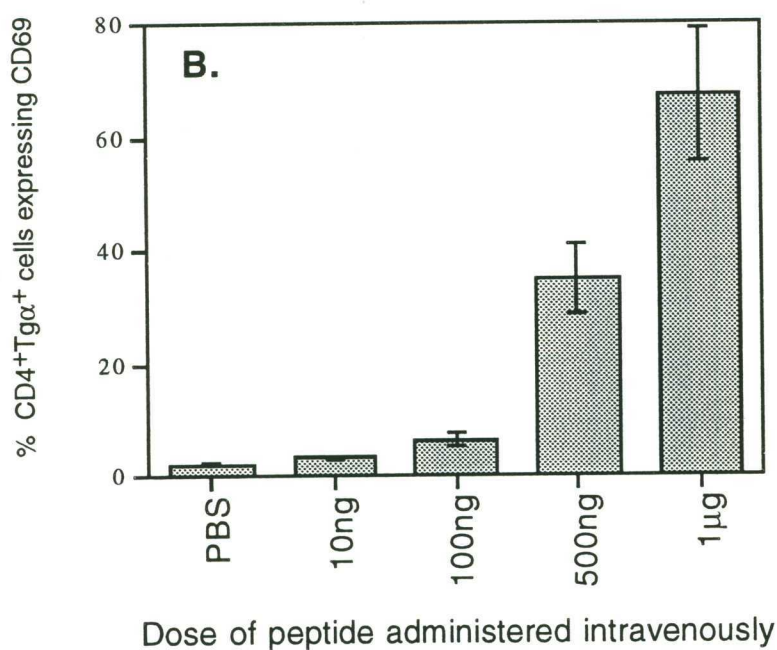 % CD4+Tgα+ cells expressing CD69
80
60
40
20
0
B.
PBS
10ng
100ng
500ng
1μg
Dose of peptide administered intravenously